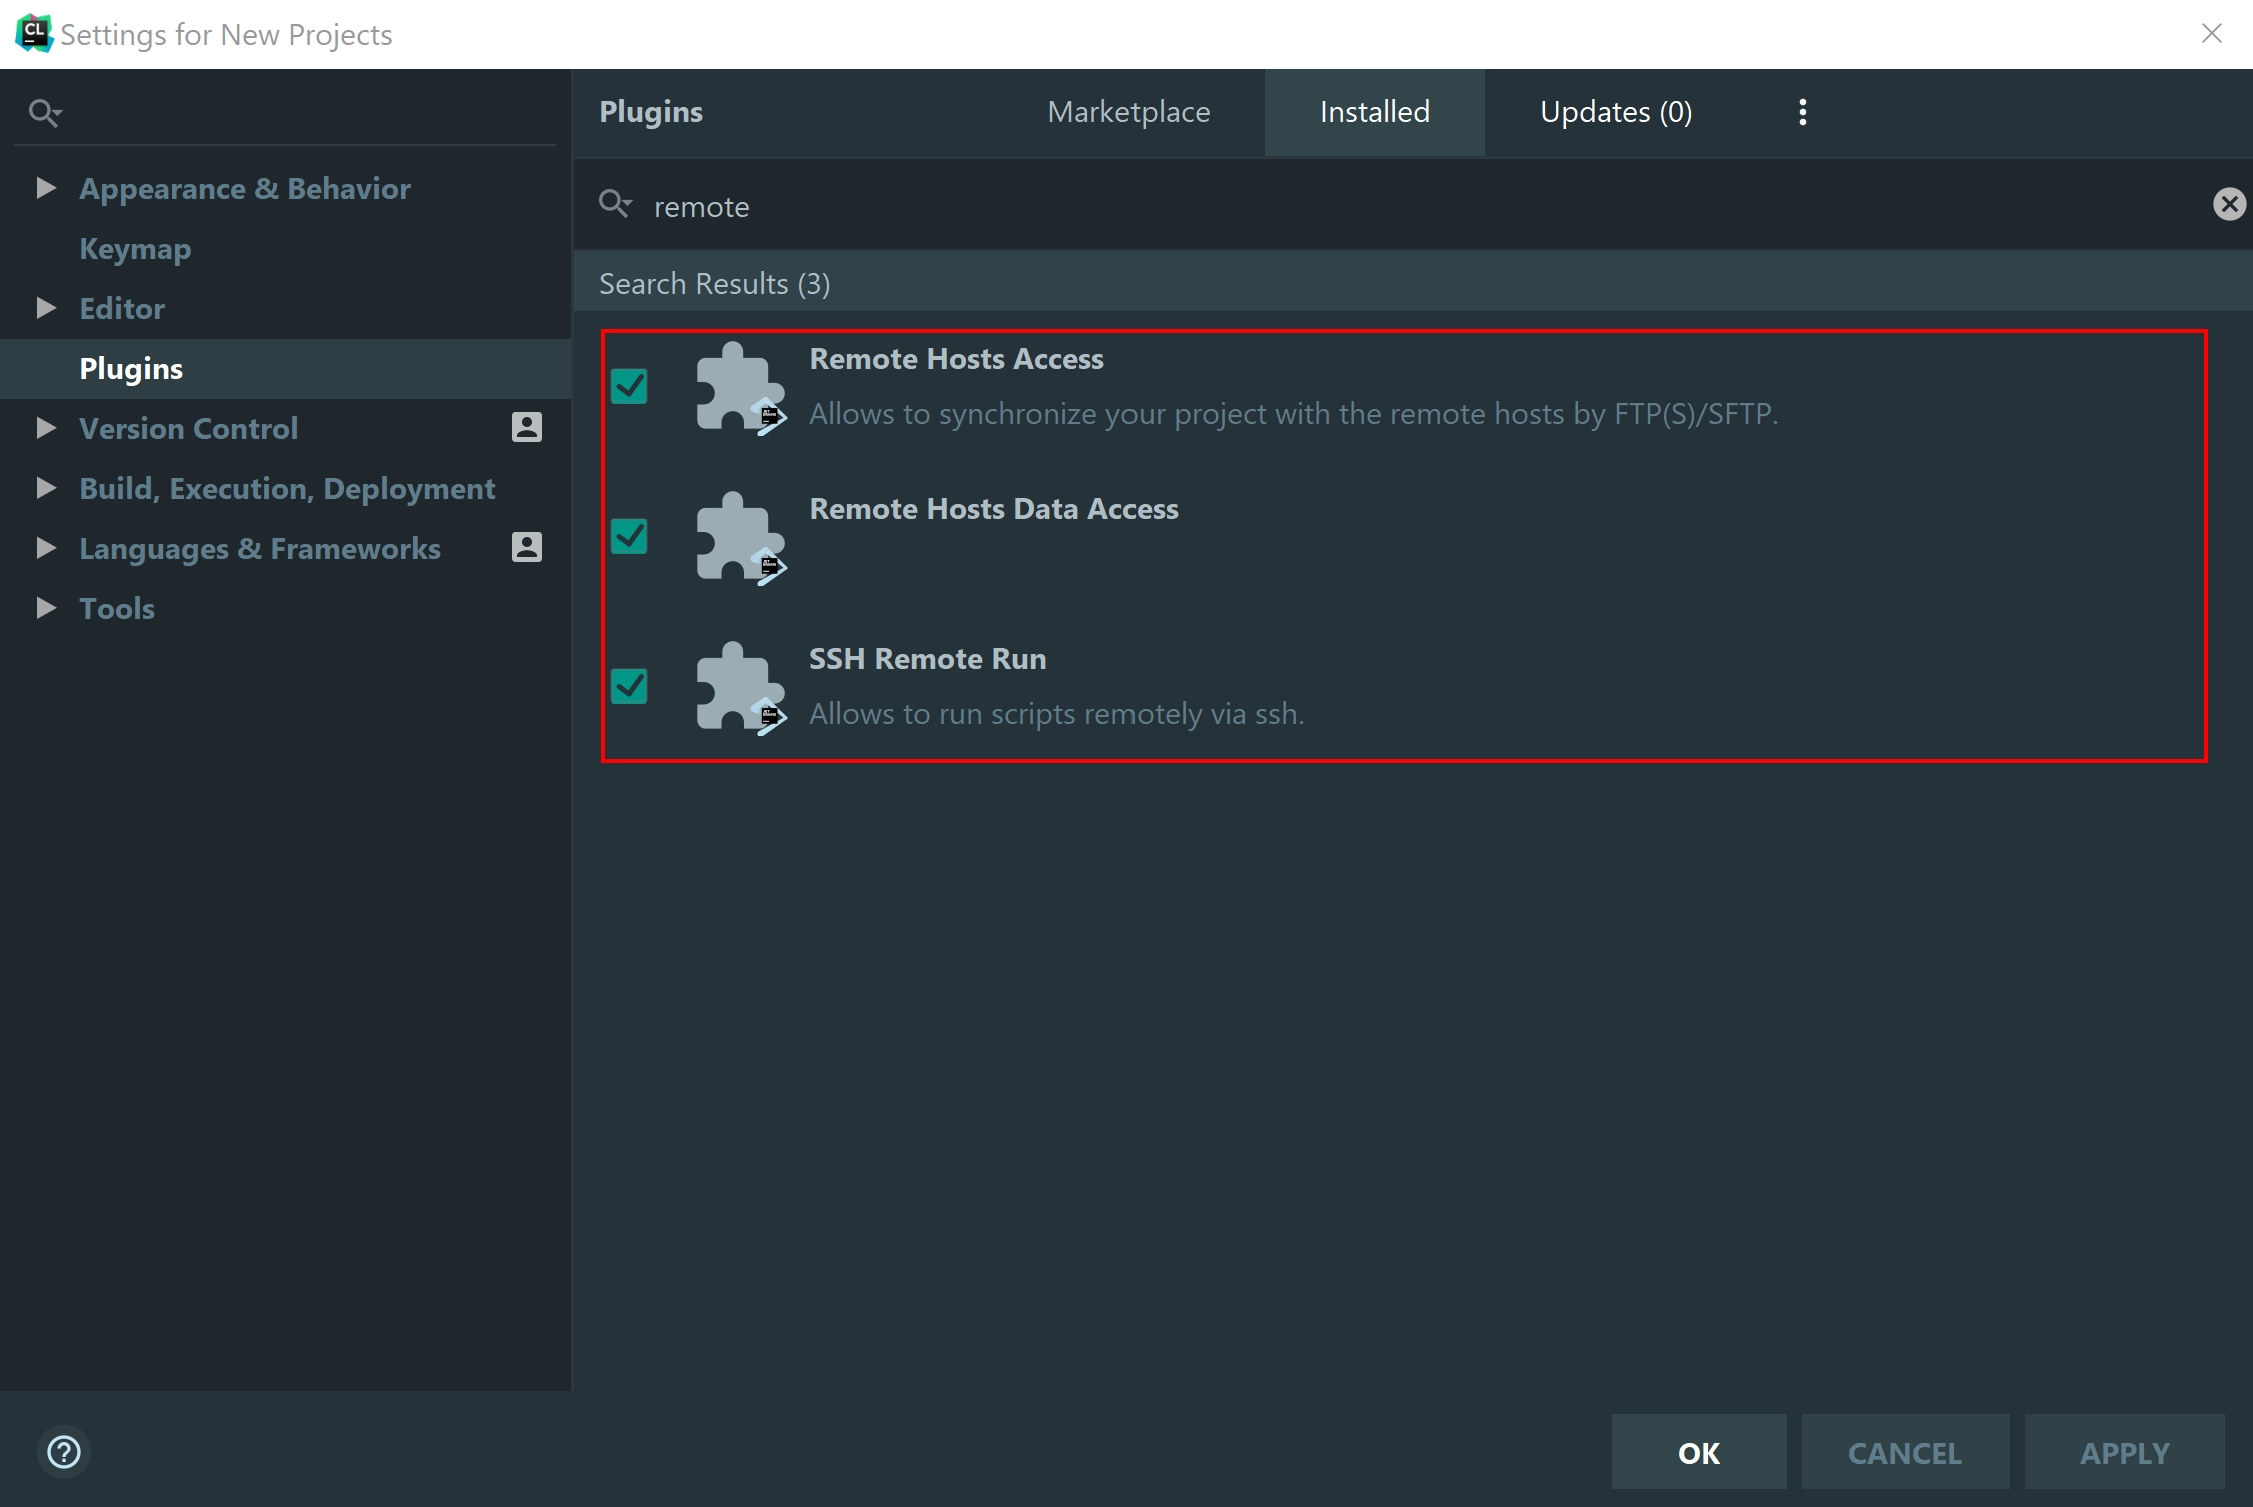 CL
Settings for New Projects
Plugins
Marketplace
Installed
Updates (0)
remote
Search Results (3)
Appearance & Behavior
Keymap
Editor
Plugins
Version Control
Build, Execution, Deployment
Languages & Frameworks
Tools
Remote Hosts Access
Allows to synchronize your project with the remote hosts by FTP(S)/SFTP.
Remote Hosts Data Access
SSH Remote Run
Allows to run scripts remotely via ssh.
OK
CANCEL
APPLY